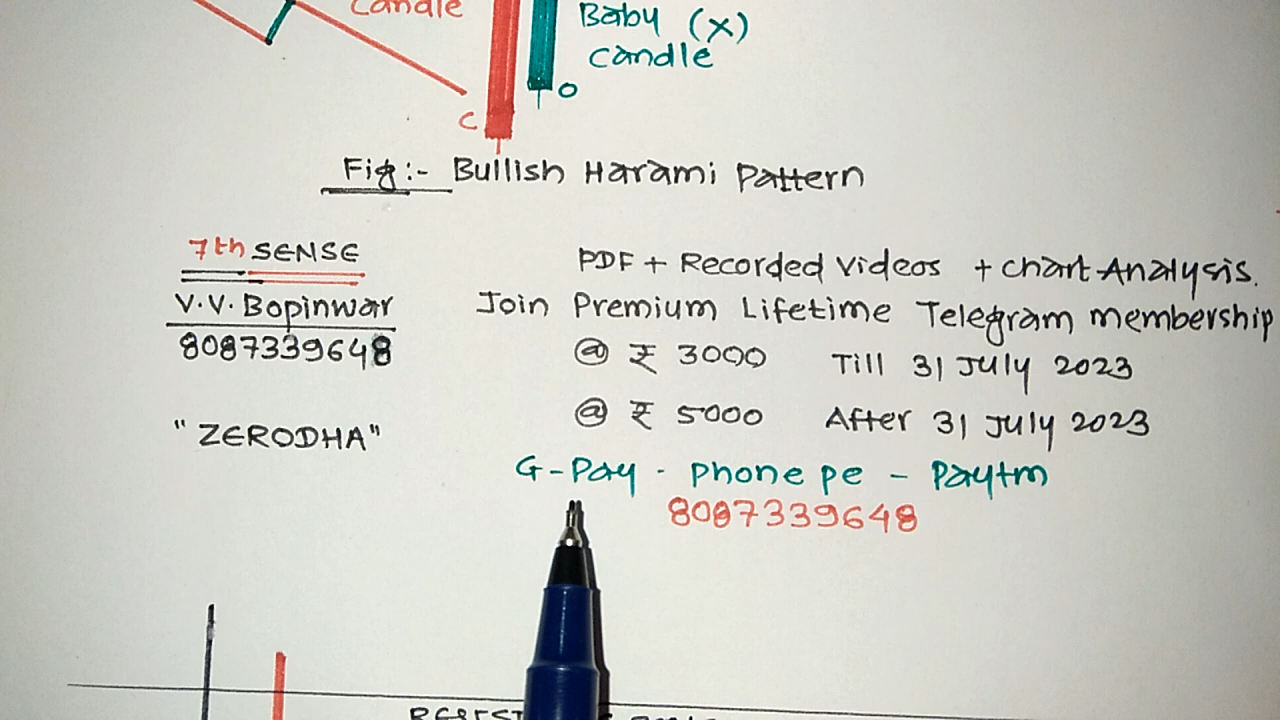 candle
Baby (x)
candle
O
C
Fig:- Bullish Harami Pattern
7th SENSE
V.V. Bopinwar
8087339648
"ZERODHA"
PDF + Recorded Videos + chart Analysis.
Join Premium Lifetime Telegram membership
@ ₹ 3000 Till 31 July 2023
@ ₹ 5000 After 31 July 2023
G-Pay - Phone pe - Paytm
8087339648